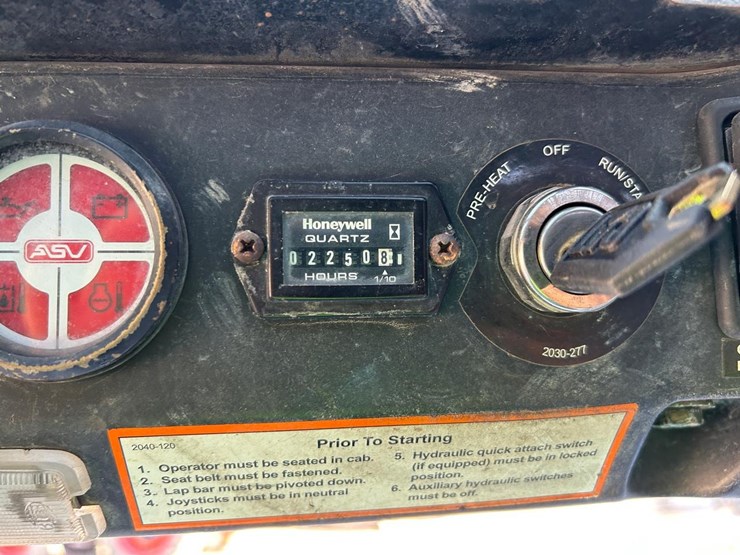 ASV
Honeywell
QUARTZ
022508
HOURS 1/10
PRE-HEAT OFF RUN/STA
2030-277
2040-120
Prior To Starting
1. Operator must be seated in cab.
2. Seat belt must be fastened.
3. Lap bar must be pivoted down.
4. Joysticks must be in neutral
position.
5. Hydraulic quick attach switch
(if equipped) must be in locked
position.
6. Auxiliary hydraulic switches
must be off.